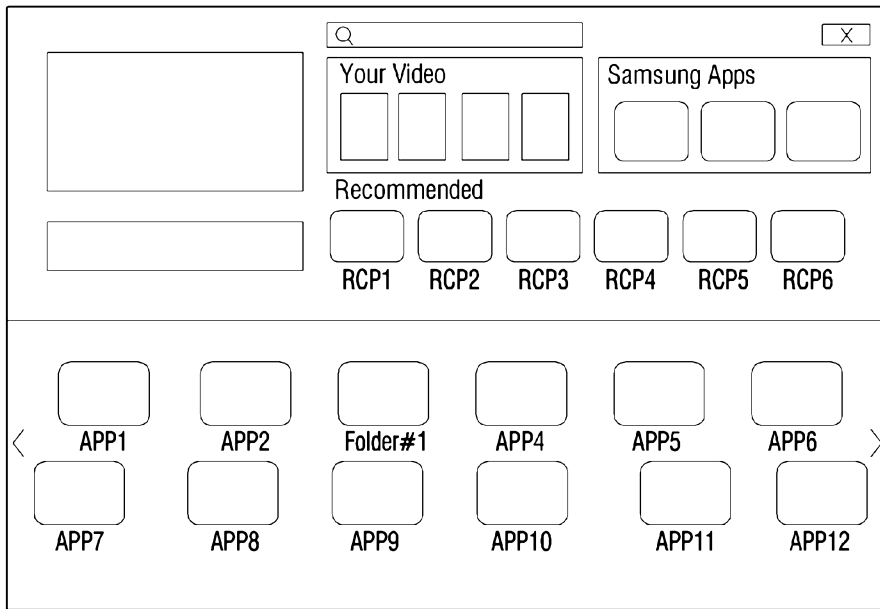 X
Your Video
Samsung Apps
Recommended
RCP1 RCP2 RCP3 RCP4 RCP5 RCP6
APP1 APP2 Folder#1 APP4 APP5 APP6
APP7 APP8 APP9 APP10 APP11 APP12